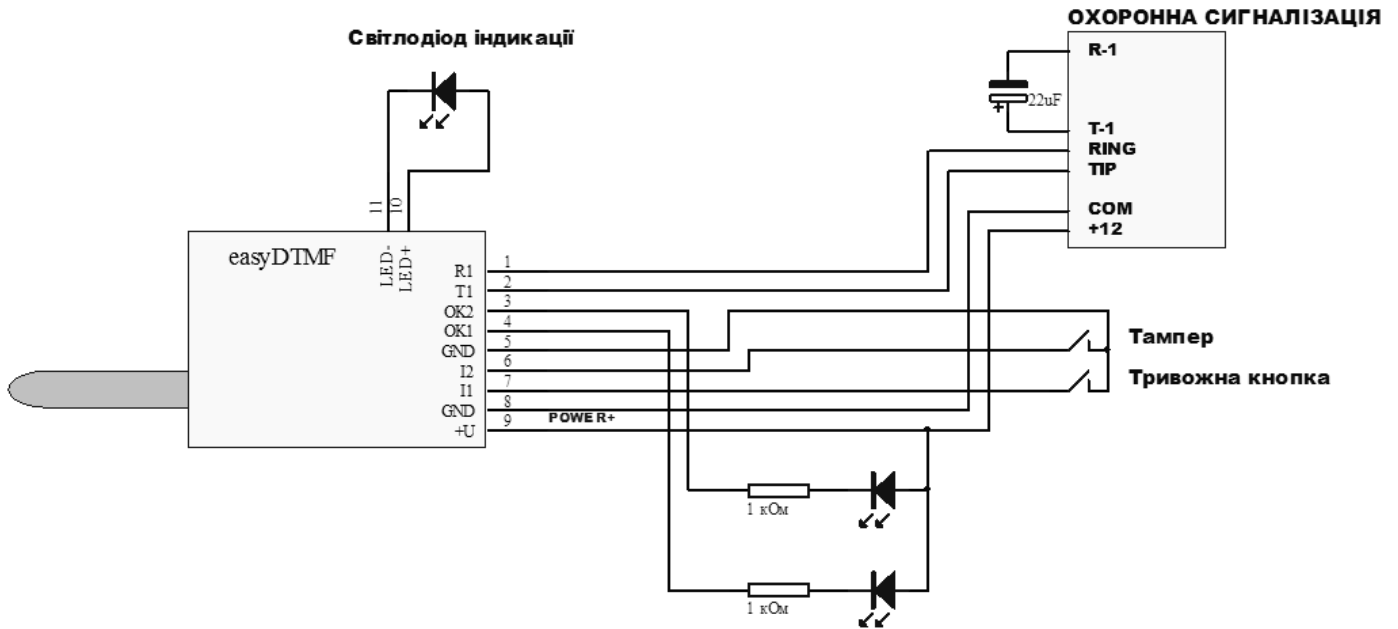 ОХОРОННА СИГНАЛІЗАЦІЯ
Світлодіод індикації
R-1
22uF
+
T-1
RING
TIP
COM
+12
11
10
easyDTMF
LED-
LED+
R1 1
T1 2
OK2 3
OK1 4
GND 5
I2 6
I1 7
GND 8
+U 9
POWER+
Тампер
Тривожна кнопка
1 кОм
1 кОм